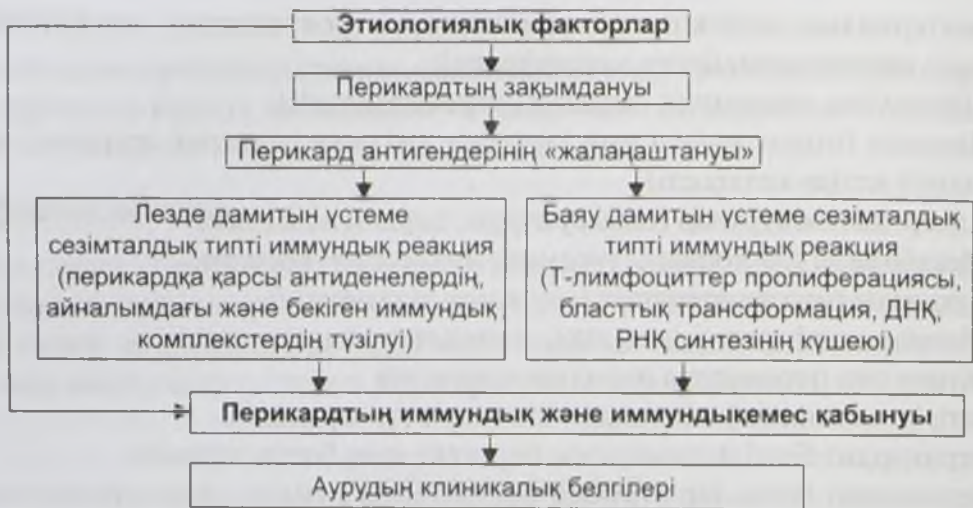 Этиологиялық факторлар
Перикардтың зақымдануы
Перикард антигендерінің «жалаңаштануы»
Лезде дамитын үстеме
сезімталдық типті иммундық реакция
(перикардқа қарсы антиденелердің,
айналымдағы және бекіген иммундық
комплекстердің түзілуі)
Баяу дамитын үстеме сезімталдық
типті иммундық реакция
(Т-лимфоциттер пролиферациясы,
бласттық трансформация, ДНҚ,
РНҚ синтезінің күшеюі)
Перикардтың иммундық және иммундықемес қабынуы
Аурудың клиникалық белгілері